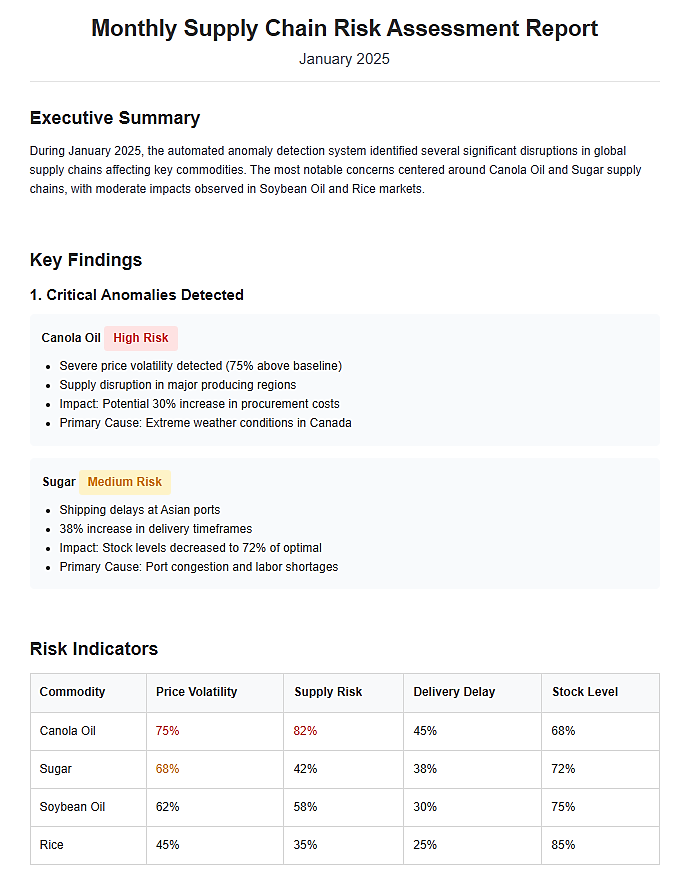 Monthly Supply Chain Risk Assessment Report
January 2025
Executive Summary
During January 2025, the automated anomaly detection system identified several significant disruptions in global
supply chains affecting key commodities. The most notable concerns centered around Canola Oil and Sugar supply
chains, with moderate impacts observed in Soybean Oil and Rice markets.
Key Findings
1. Critical Anomalies Detected
Canola Oil High Risk
• Severe price volatility detected (75% above baseline)
• Supply disruption in major producing regions
• Impact: Potential 30% increase in procurement costs
• Primary Cause: Extreme weather conditions in Canada
Sugar Medium Risk
• Shipping delays at Asian ports
• 38% increase in delivery timeframes
• Impact: Stock levels decreased to 72% of optimal
• Primary Cause: Port congestion and labor shortages
Risk Indicators
Commodity Price Volatility Supply Risk Delivery Delay Stock Level
Canola Oil 75% 82% 45% 68%
Sugar 68% 42% 38% 72%
Soybean Oil 62% 58% 30% 75%
Rice 45% 35% 25% 85%